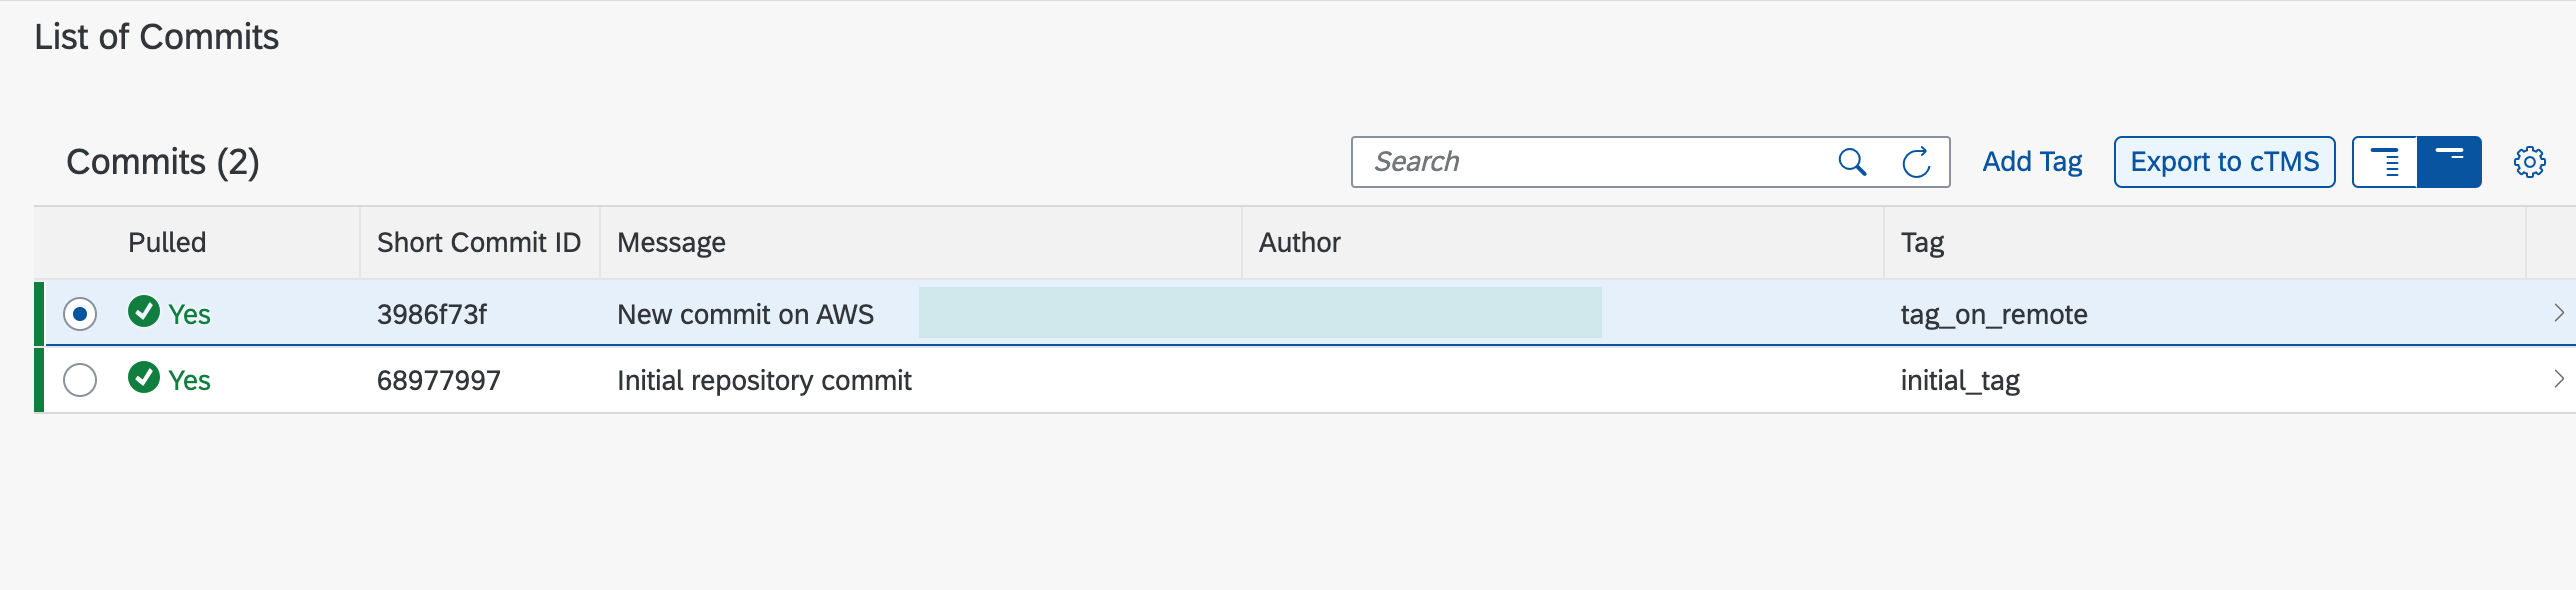 List of Commits
Commits (2)
Search
Add Tag
Export to cTMS
Pulled Short Commit ID Message Author Tag
Yes 3986f73f New commit on AWS tag_on_remote
Yes 68977997 Initial repository commit initial_tag